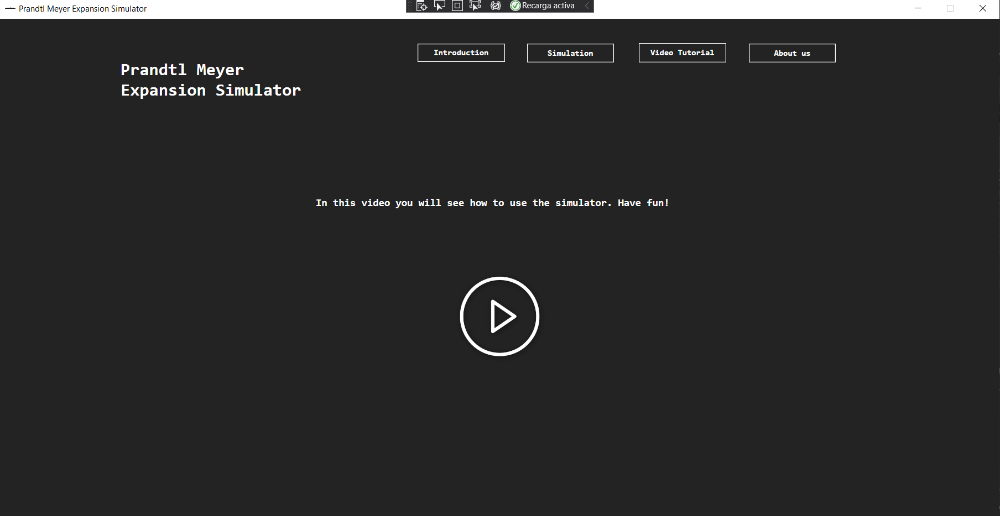 Prandtl Meyer Expansion Simulator
Recarga activa
Introduction
Simulation
Video Tutorial
About us
Prandtl Meyer
Expansion Simulator
In this video you will see how to use the simulator. Have fun!